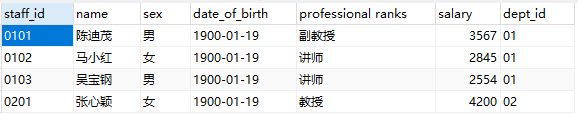 staff_id name sex date_of_birth professional ranks salary dept_id
0101 陈迪茂 男 1900-01-19 副教授 3567 01
0102 马小红 女 1900-01-19 讲师 2845 01
0103 吴宝钢 男 1900-01-19 讲师 2554 01
0201 张心颖 女 1900-01-19 教授 4200 02